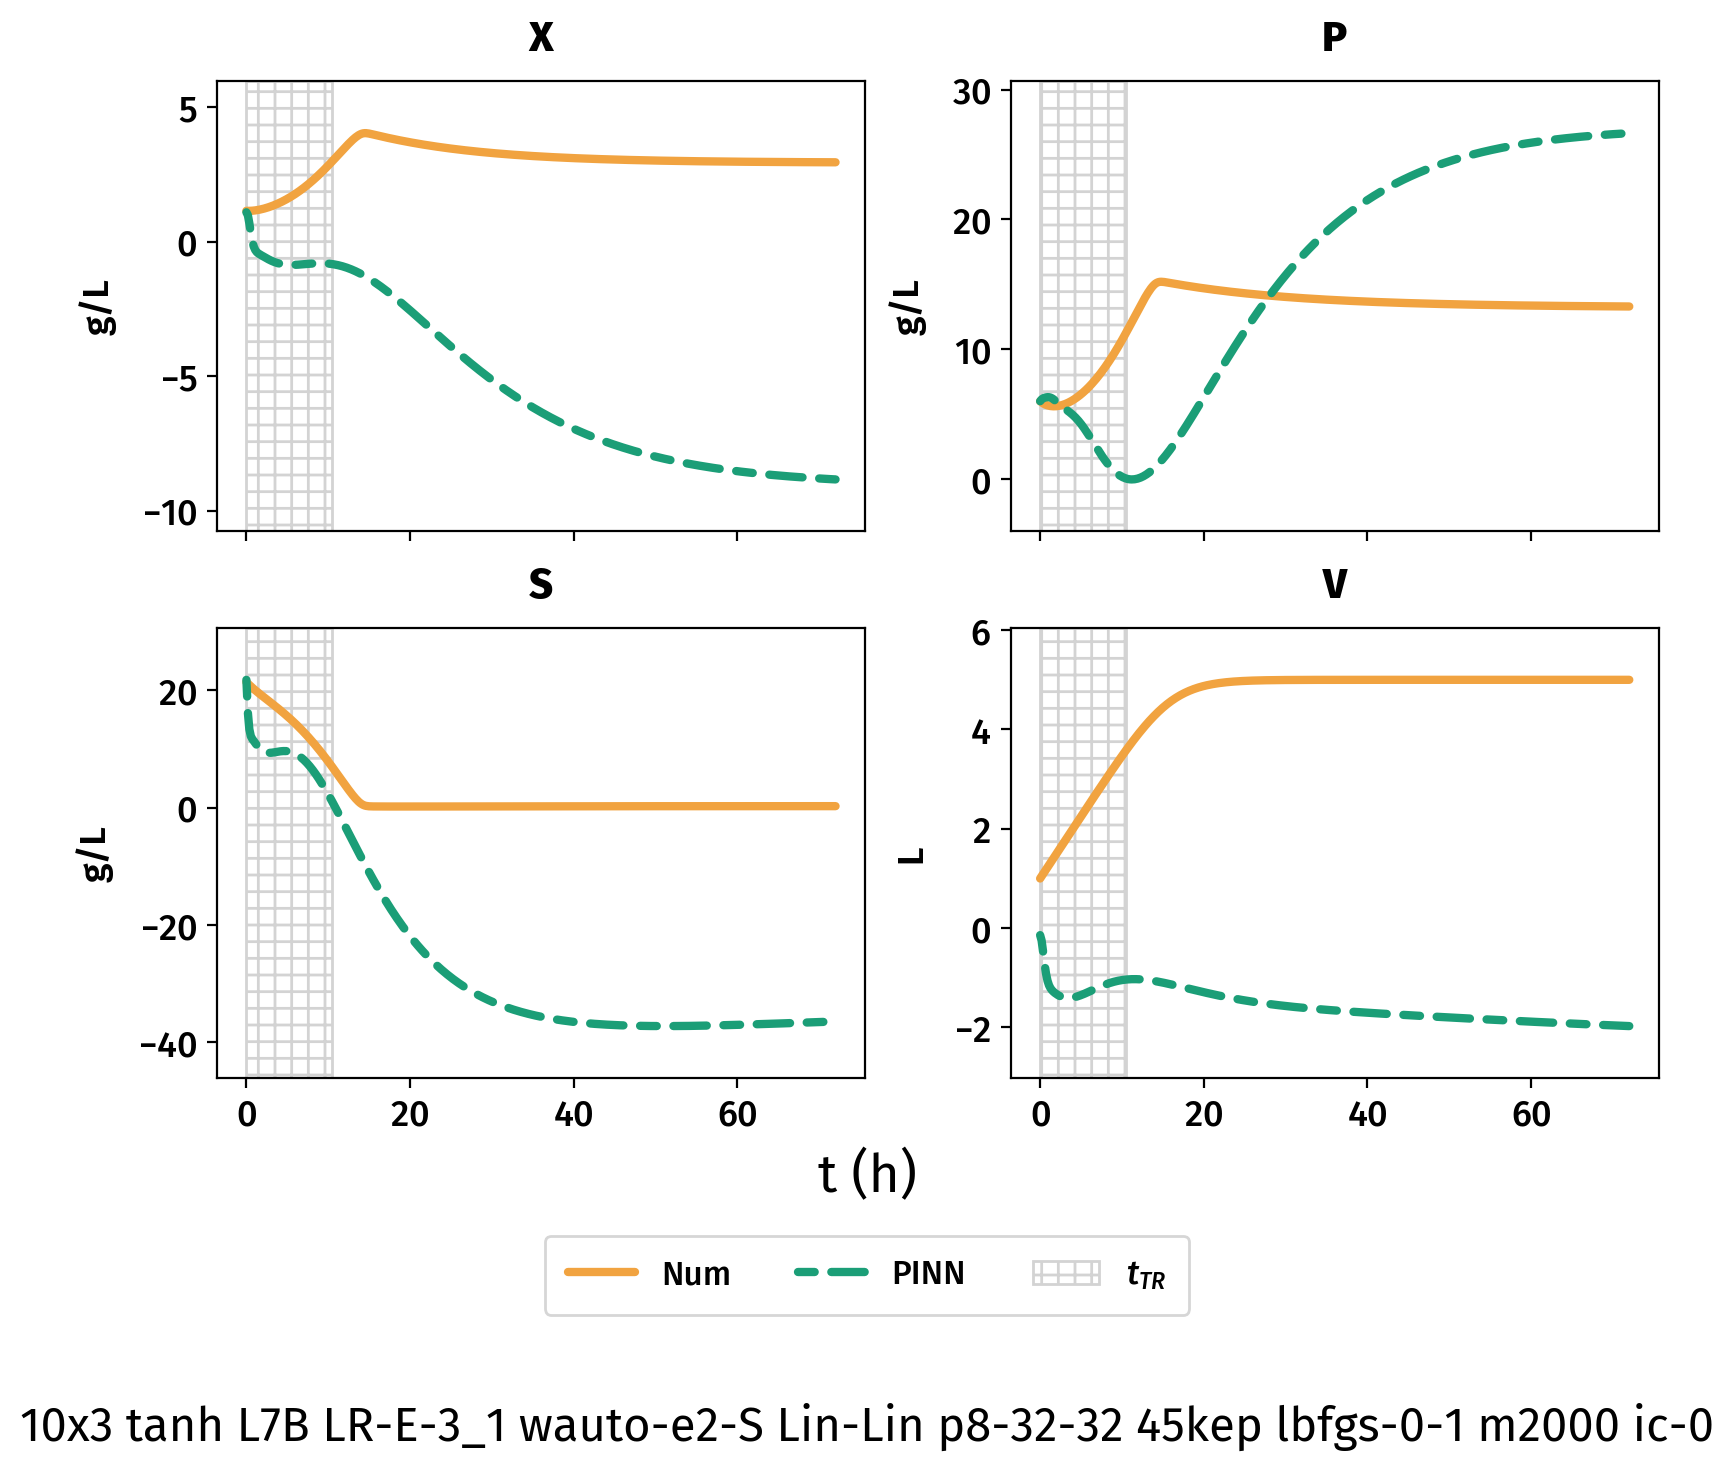 X
P
5
0
−5
−10
g/L
30
20
10
0
g/L
S
V
20
0
−20
−40
g/L
6
4
2
0
−2
L
0 20 40 60
0 20 40 60
t (h)
Num PINN t_TR
10x3 tanh L7B LR-E-3_1 wauto-e2-S Lin-Lin p8-32-32 45kep lbfgs-0-1 m2000 ic-0